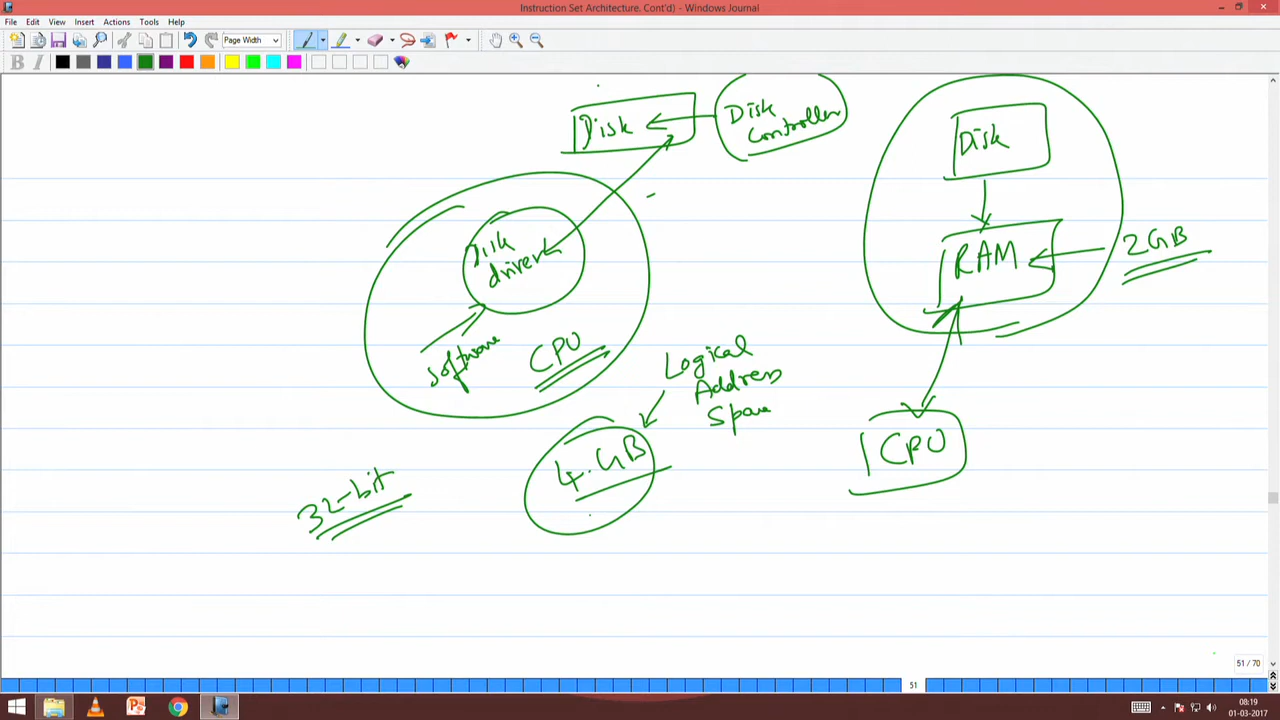 Instruction Set Architecture. Cont'd) - Windows Journal
File Edit View Insert Actions Tools Help
Page Width
B I
Disk
Disk
Controller
Disk
Disk
driver
RAM
2GB
software
CPU
Logical
Address
Space
4.GB
CPU
32-bit
51 / 70
51
08:19
01-03-2017